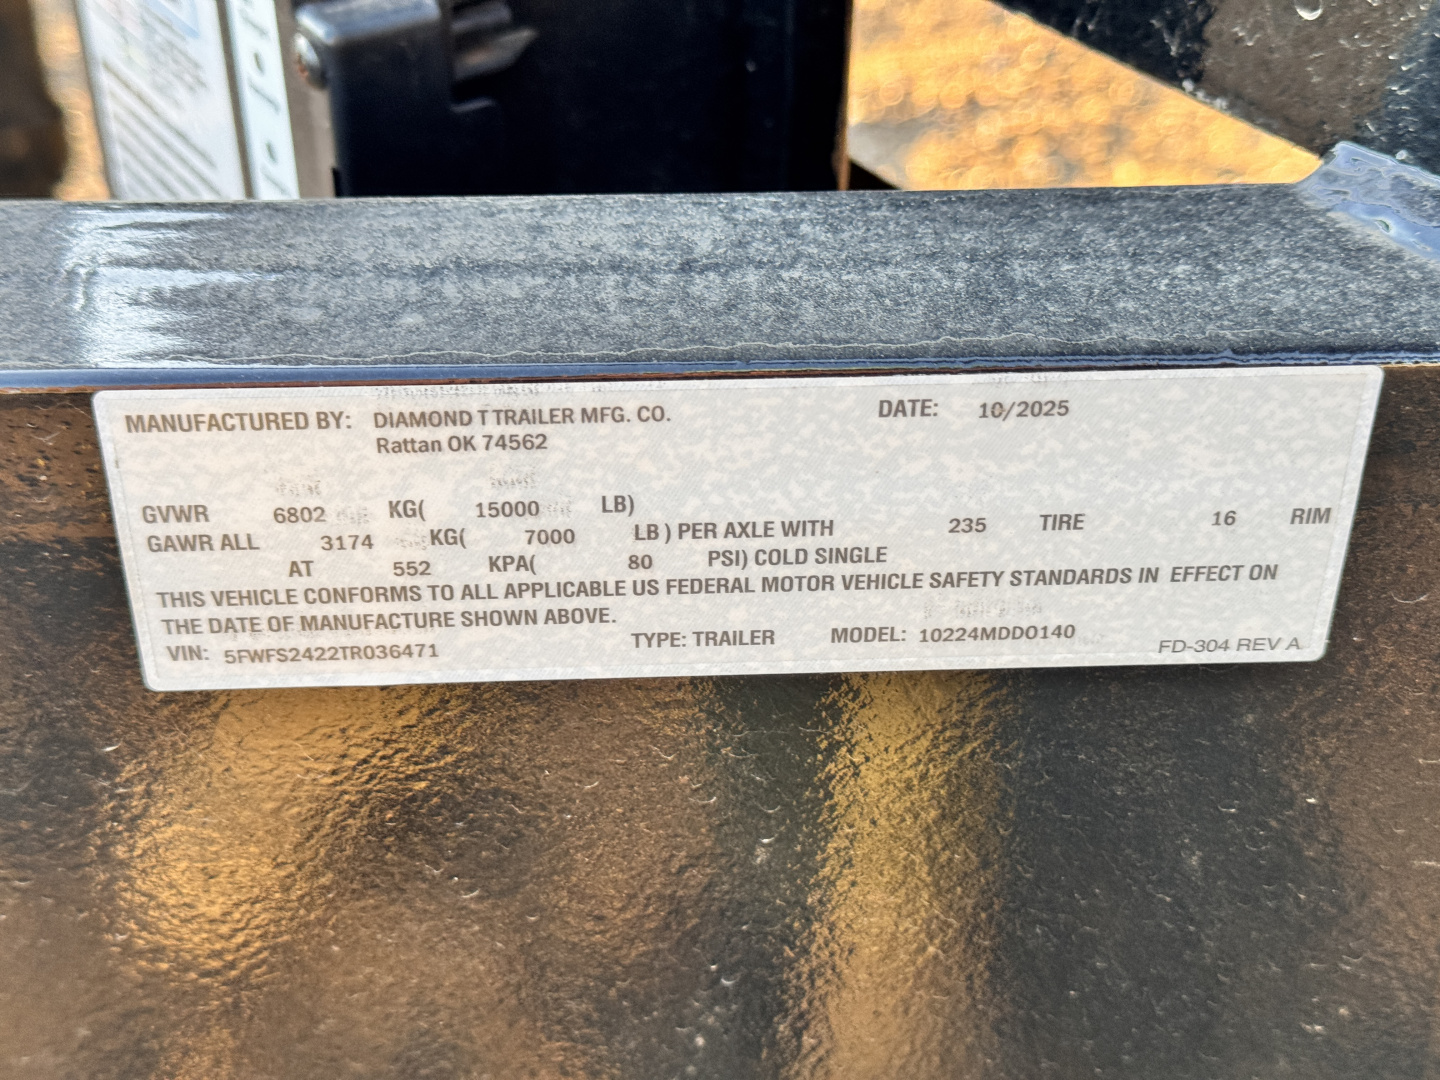 MANUFACTURED BY: DIAMOND T TRAILER MFG. CO. DATE: 10/2025
Rattan OK 74562
GVWR 6802 KG( 15000 LB)
GAWR ALL 3174 KG( 7000 LB ) PER AXLE WITH 235 TIRE 16 RIM
AT 552 KPA( 80 PSI) COLD SINGLE
THIS VEHICLE CONFORMS TO ALL APPLICABLE US FEDERAL MOTOR VEHICLE SAFETY STANDARDS IN EFFECT ON
THE DATE OF MANUFACTURE SHOWN ABOVE.
VIN: 5FWFS2422TR036471 TYPE: TRAILER MODEL: 10224MDDO140
FD-304 REV A